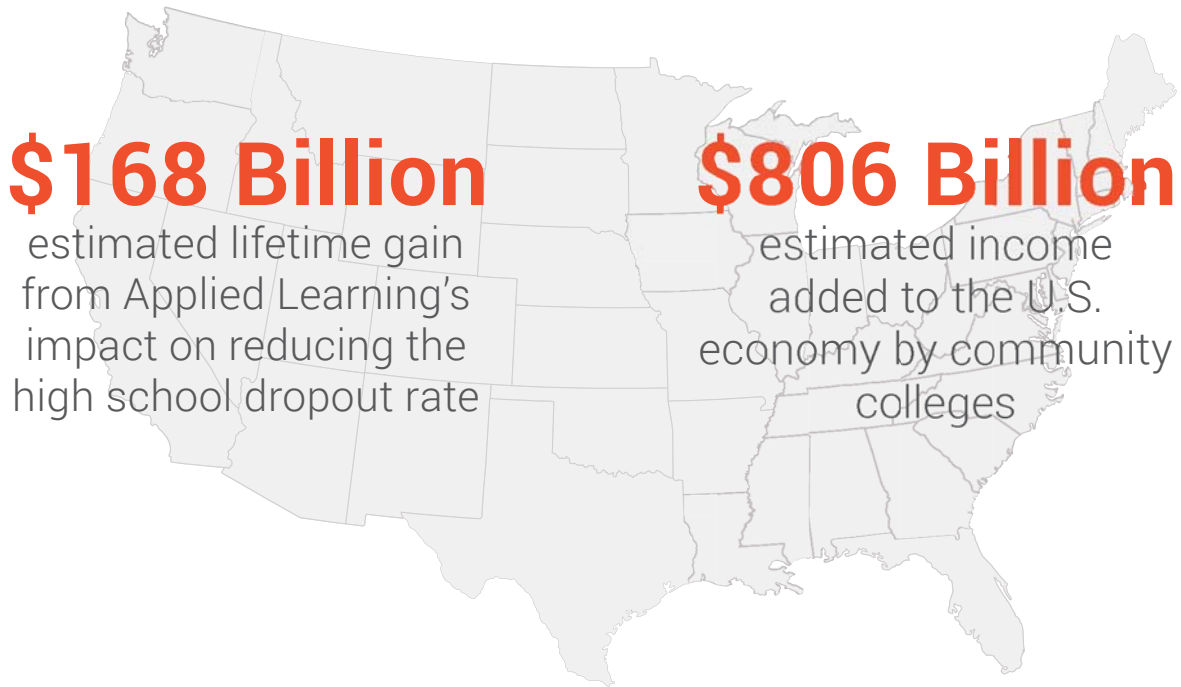 $168 Billion
estimated lifetime gain
from Applied Learning’s
impact on reducing the
high school dropout rate
$806 Billion
estimated income
added to the U.S.
economy by community
colleges